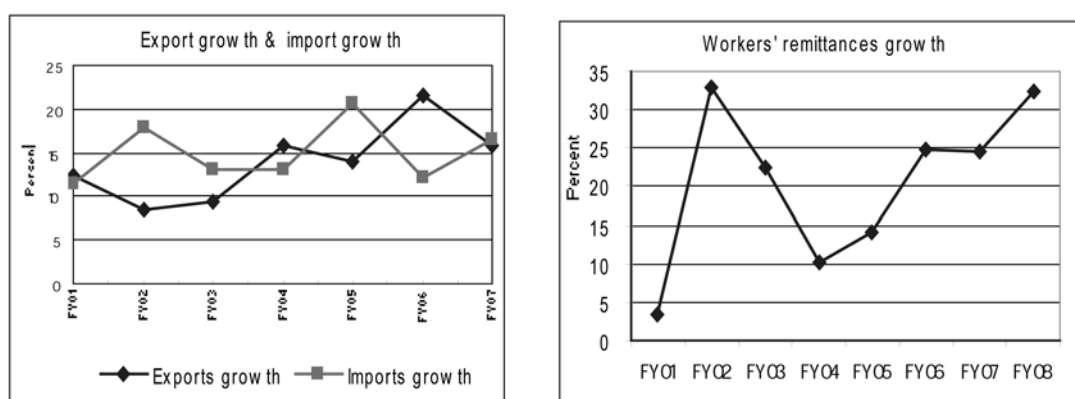 Export grow th & import grow th
25
20
15
10
5
0
Percent
FY01 FY02 FY03 FY04 FY05 FY06 FY07
Exports grow th Imports grow th
Workers' remittances grow th
35
30
25
20
15
10
5
0
Percent
FY01 FY02 FY03 FY04 FY05 FY06 FY07 FY08